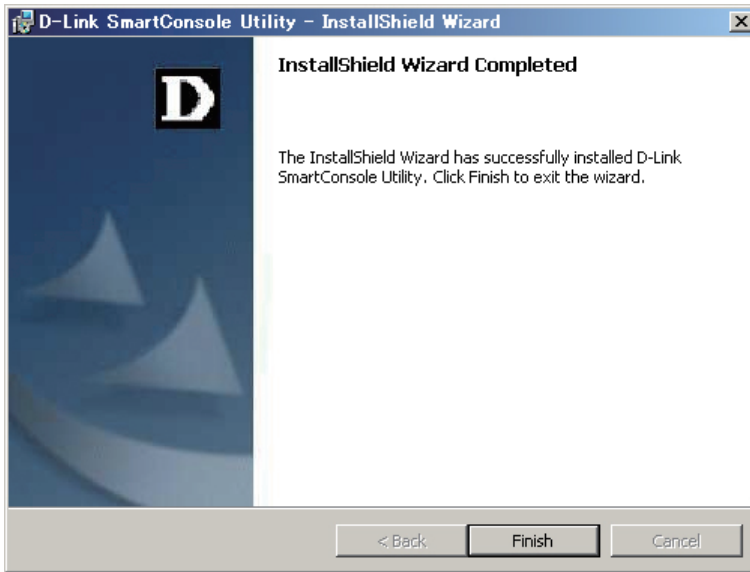 D-Link SmartConsole Utility - InstallShield Wizard
D
InstallShield Wizard Completed
The InstallShield Wizard has successfully installed D-Link
SmartConsole Utility. Click Finish to exit the wizard.
< Back
Finish
Cancel